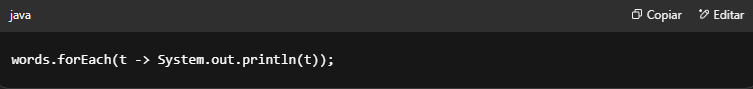 java
Copiar
Editar
words.forEach(t -> System.out.println(t));